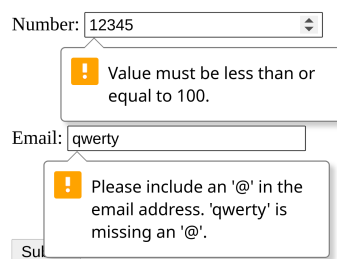 Number: 12345
Value must be less than or
equal to 100.
Email: qwerty
Please include an '@' in the
email address. 'qwerty' is
missing an '@'.